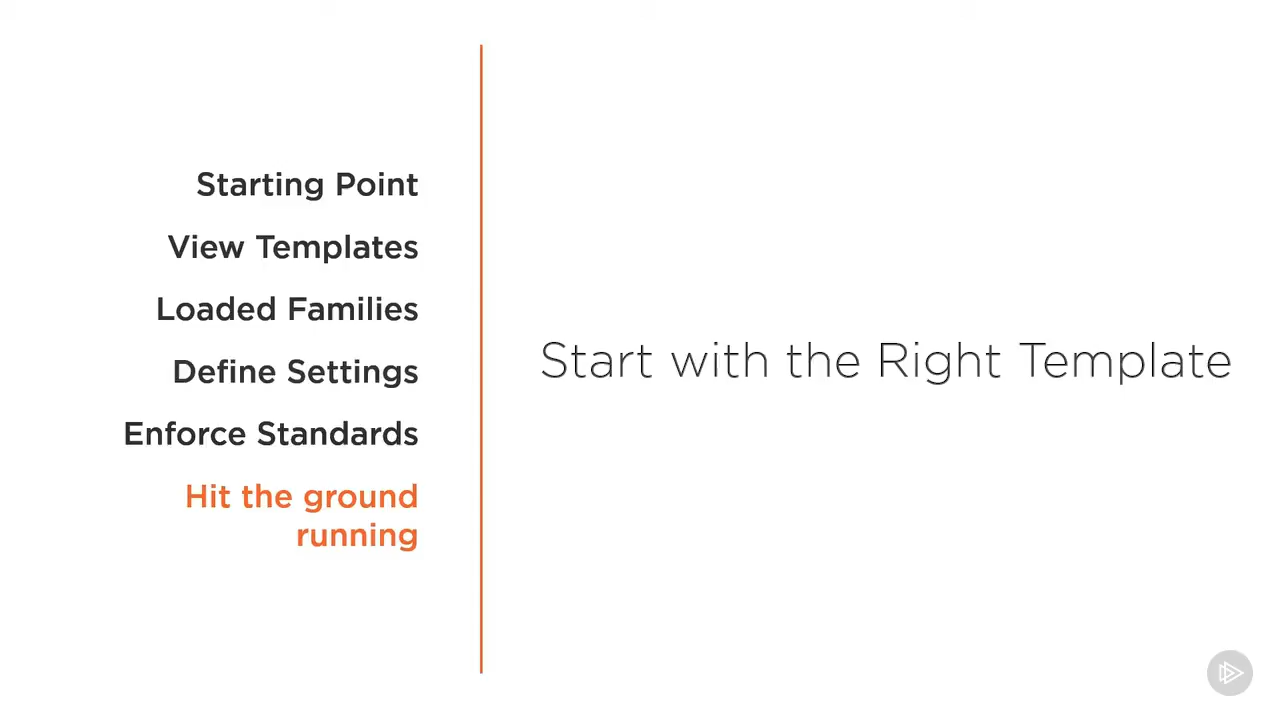 Starting Point
View Templates
Loaded Families
Define Settings
Enforce Standards
Hit the ground
running
Start with the Right Template